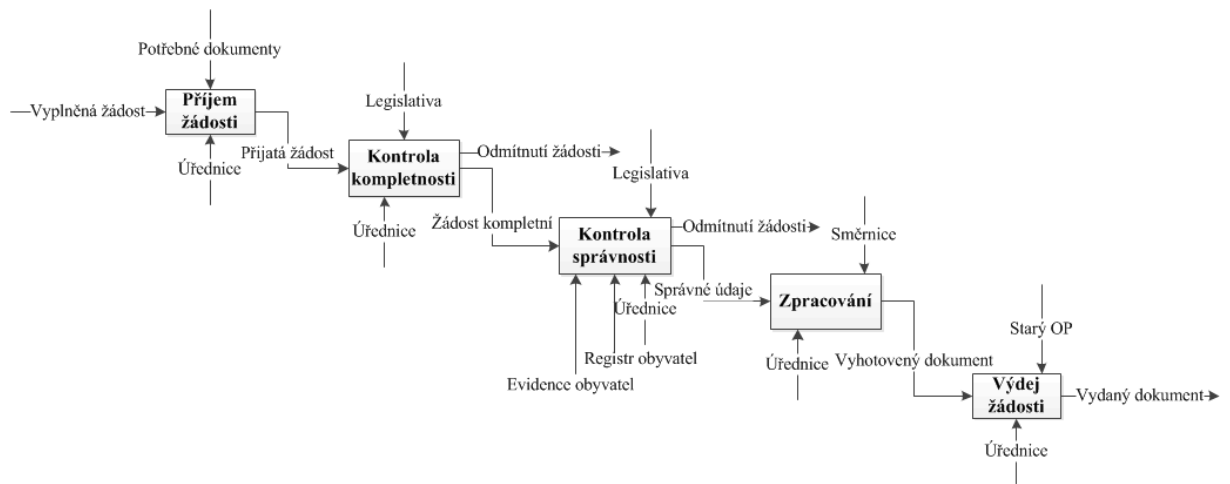 Potřebné dokumenty
Vyplněná žádost
Příjem
žádosti
Úřednice
Přijatá žádost
Legislativa
Kontrola
kompletnosti
Odmítnutí žádosti
Úřednice
Žádost kompletní
Legislativa
Kontrola
správnosti
Odmítnutí žádosti
Úřednice
Registr obyvatel
Evidence obyvatel
Správné údaje
Směrnice
Zpracování
Úřednice
Vyhotovený dokument
Starý OP
Výdej
žádosti
Vydaný dokument
Úřednice